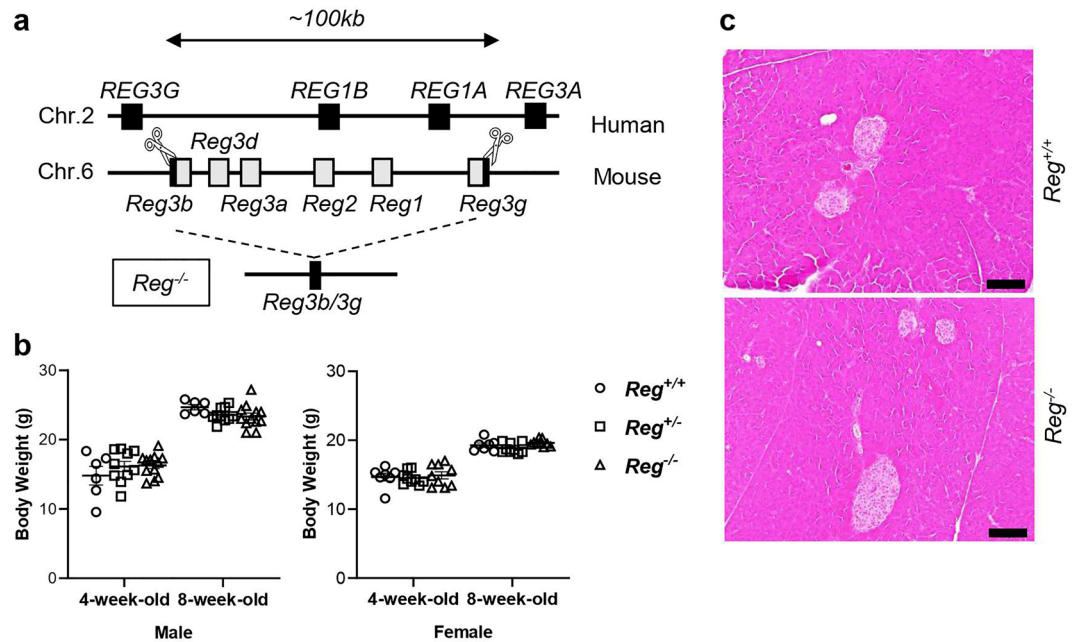 a
~100kb
REG3G REG1B REG1A REG3A
Chr.2
Human
Reg3d
Chr.6
Mouse
Reg3b Reg3a Reg2 Reg1 Reg3g
Reg-/-
Reg3b/3g
b
30
20
10
0
Body Weight (g)
4-week-old 8-week-old
Male
30
20
10
0
Body Weight (g)
4-week-old 8-week-old
Female
Reg+/+
Reg+/-
Reg-/-
c
Reg+/+
Reg-/-